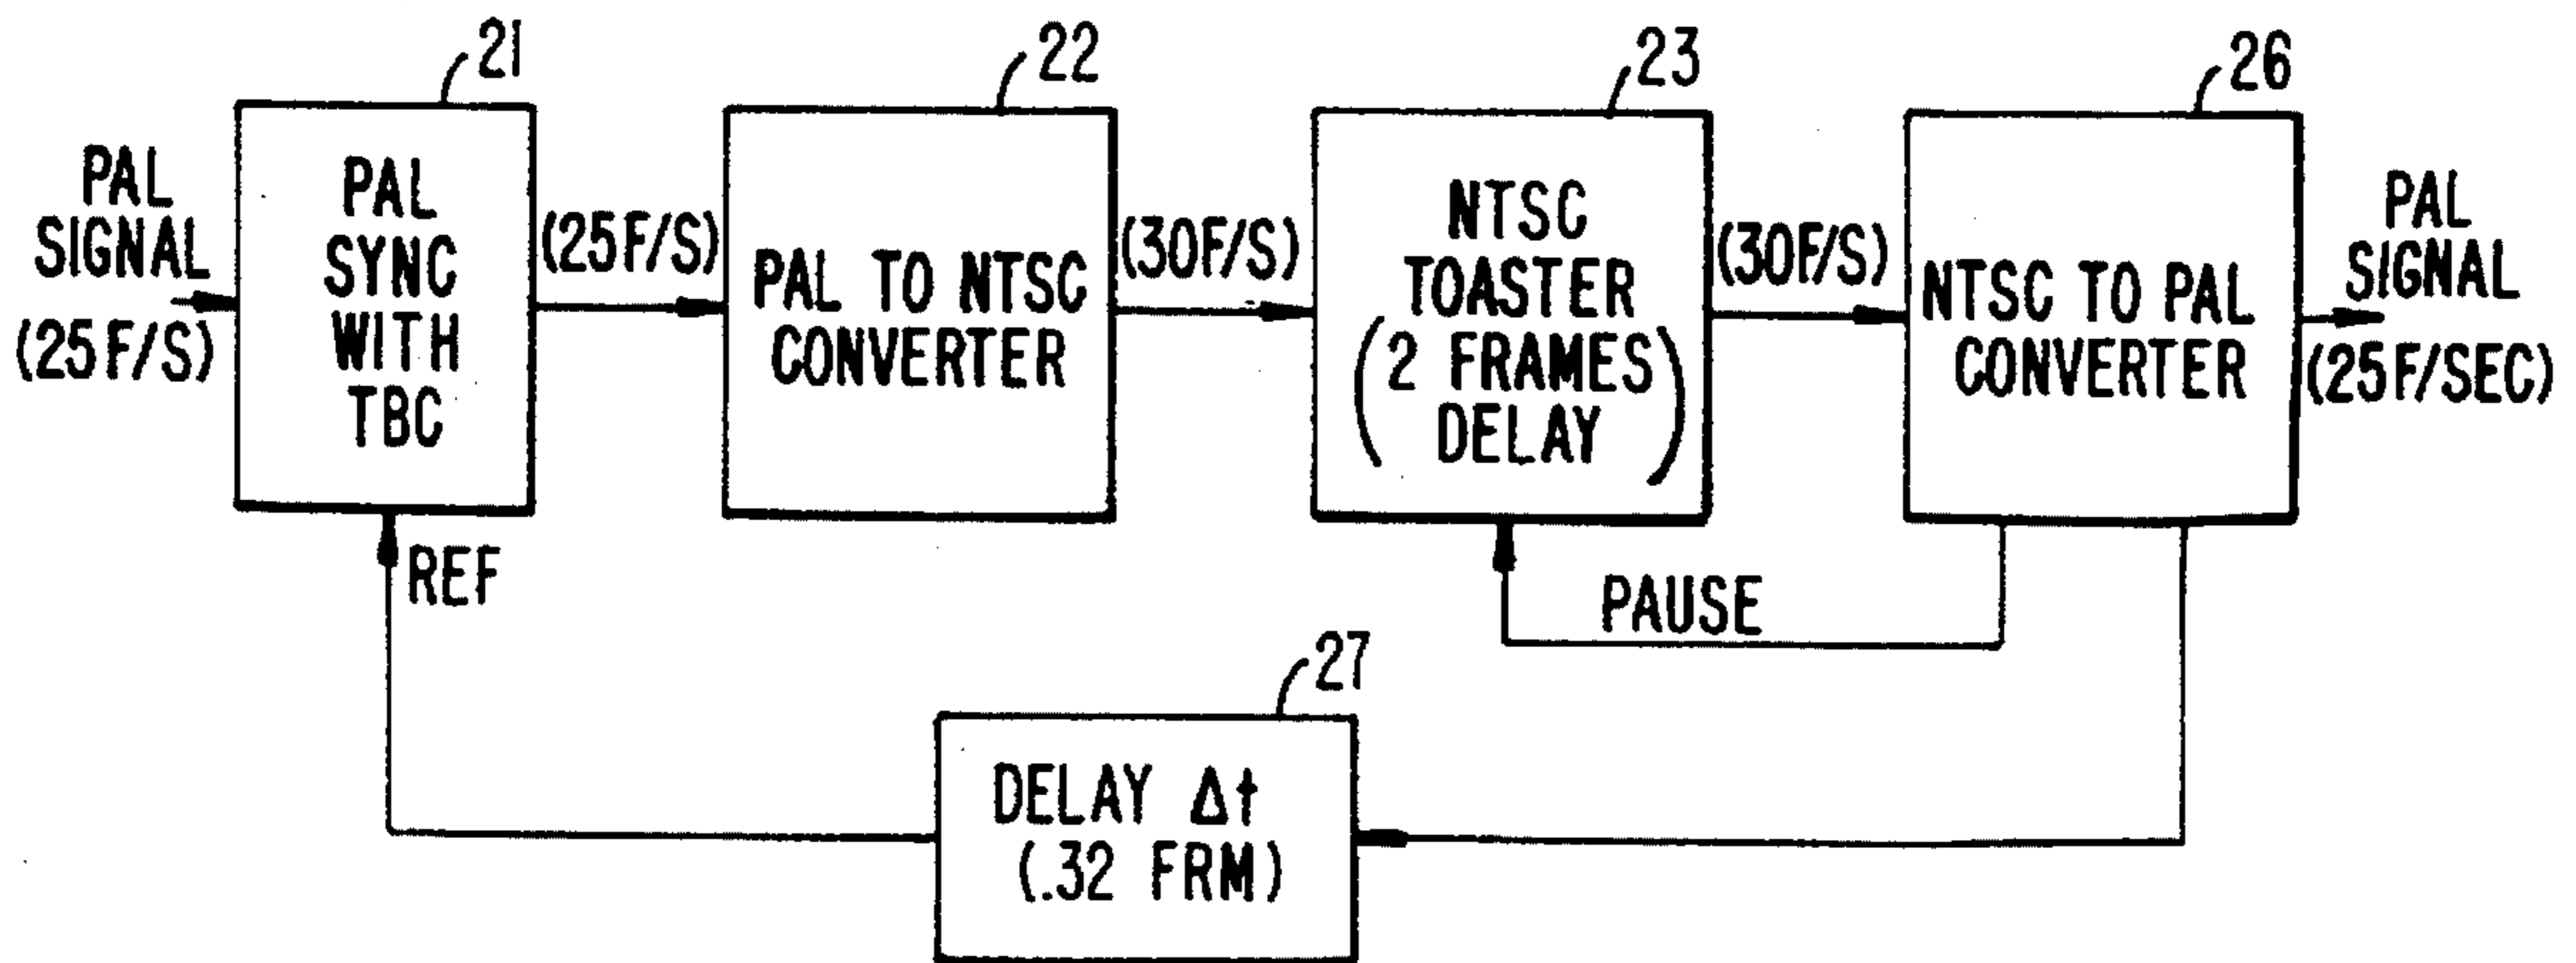 21
22
23
26
PAL
SIGNAL
(25F/S)
PAL
SYNC
WITH
TBC
(25F/S)
PAL TO NTSC
CONVERTER
(30F/S)
NTSC
TOASTER
(2 FRAMES
DELAY)
(30F/S)
NTSC TO PAL
CONVERTER
PAL
SIGNAL
(25F/SEC)
REF
PAUSE
27
DELAY Δt
(.32 FRM)